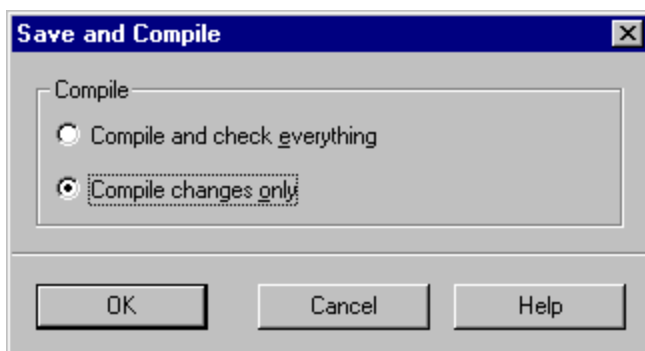 Save and Compile
Compile
Compile and check everything
Compile changes only
OK Cancel Help